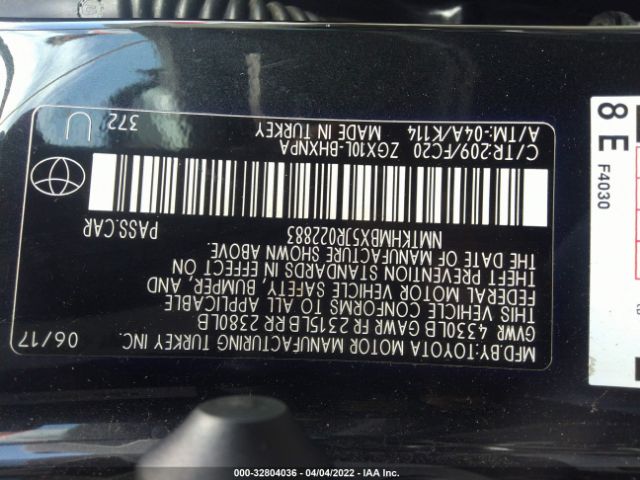 MFD.BY:TOYOTA MOTOR MANUFACTURING TURKEY INC. 06/17
GVWR 4330LB GAWR FR 2315LB RR 2380LB
THIS VEHICLE CONFORMS TO ALL APPLICABLE
FEDERAL MOTOR VEHICLE SAFETY, BUMPER, AND
THEFT PREVENTION STANDARDS IN EFFECT ON
THE DATE OF MANUFACTURE SHOWN ABOVE.
NMTKHMBX5JR022883 PASS.CAR
C/TR:209/FC20 ZGX10L-BHXNPA
A/TM:-04A/K114 MADE IN TURKEY
U 372
8 E
F4030
000-32804036 - 04/04/2022 - IAA Inc.